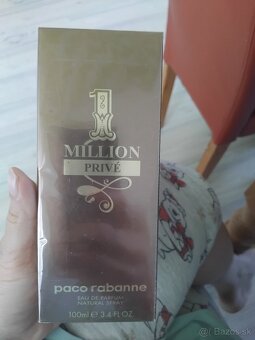 1
MILLION
PRIVÉ
paco rabanne
EAU DE PARFUM
NATURAL SPRAY
100ml e 3.4 FL.OZ
Bazos.sk